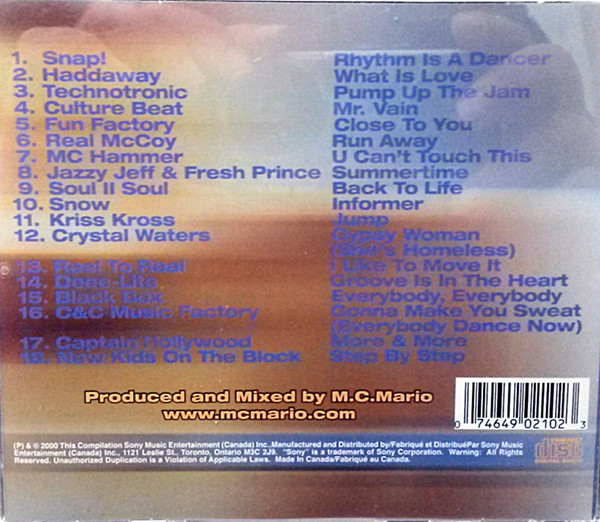 1. Snap! Rhythm Is A Dancer
2. Haddaway What Is Love
3. Technotronic Pump Up The Jam
4. Culture Beat Mr. Vain
5. Fun Factory Close To You
6. Real McCoy Run Away
7. MC Hammer U Can't Touch This
8. Jazzy Jeff & Fresh Prince Summertime
9. Soul II Soul Back To Life
10. Snow Informer
11. Kriss Kross Jump
12. Crystal Waters Gypsy Woman
(She's Homeless)
13. Reel To Real I Like To Move It
14. Deee-Lite Groove Is In The Heart
15. Black Box Everybody, Everybody
16. C&C Music Factory Gonna Make You Sweat
(Everybody Dance Now)
17. Captain Hollywood More & More
18. New Kids On The Block Step By Step
Produced and Mixed by M.C.Mario
www.mcmario.com
0 74649 02102 3
(P) & © 2000 This Compilation Sony Music Entertainment (Canada) Inc.,Manufactured and Distributed by/Fabriqué et DistribuéPar Sony Music
Entertainment (Canada) Inc., 1121 Leslie St., Toronto, Ontario M3C 2J9. "Sony" is a trademark of Sony Corporation. Warning: All Rights
Reserved. Unauthorized Duplication is a Violation of Applicable Laws. Made In Canada/Fabriqué au Canada.
COMPACT
disc
DIGITAL AUDIO